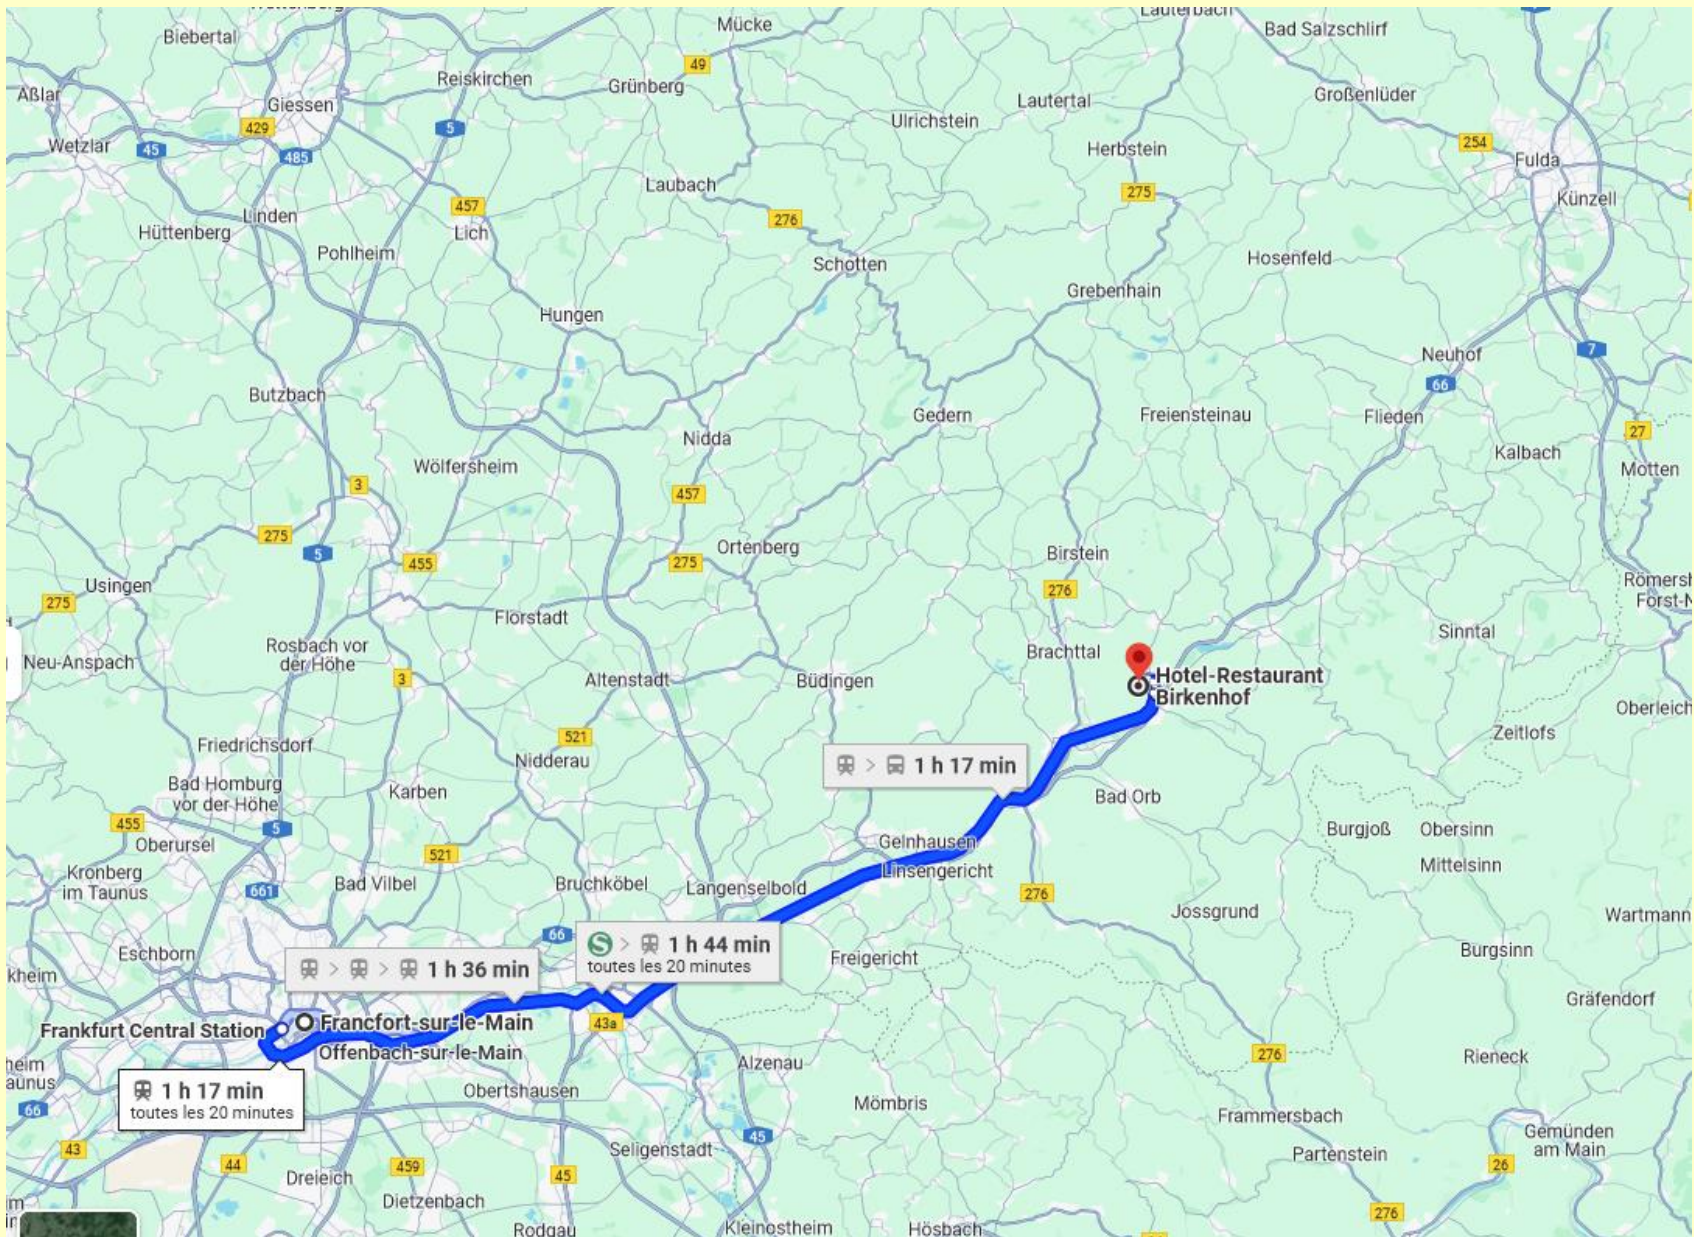 Mücke
Lauterbach
Bad Salzschlirf
Biebertal
49
Reiskirchen
Grünberg
Aßlar
Giessen
Lautertal
Großenlüder
429
5
Ulrichstein
Wetzlar
45
485
Herbstein
254
Fulda
Laubach
275
Künzell
Linden
457
276
Hüttenberg
Lich
Pohlheim
Schotten
Hosenfeld
Grebenhain
Hungen
Neuhof
7
66
Butzbach
Gedern
Freiensteinau
Flieden
Nidda
27
Kalbach
Wölfersheim
Motten
3
457
275
5
Ortenberg
Birstein
455
275
Usingen
276
275
Florstadt
Sinntal
Rosbach vor
der Höhe
Neu-Anspach
Brachttal
3
Altenstadt
Büdingen
Hotel-Restaurant
Birkenhof
Oberleich
521
Zeitlofs
Friedrichsdorf
Nidderau
1 h 17 min
Bad Homburg
vor der Höhe
Karben
Bad Orb
455
5
Burgjoß
Obersinn
Oberursel
Gelnhausen
521
Mittelsinn
Kronberg
im Taunus
Linsengericht
661
Bad Vilbel
Bruchköbel
Langenselbold
276
Jossgrund
Wartmann
66
S
1 h 44 min
toutes les 20 minutes
Eschborn
Burgsinn
Freigericht
1 h 36 min
kheim
Gräfendorf
Frankfurt Central Station
Francfort-sur-le-Main
43a
Offenbach-sur-le-Main
276
Rieneck
heim
aunus
Alzenau
1 h 17 min
toutes les 20 minutes
Obertshausen
66
Mömbris
Frammersbach
45
Gemünden
am Main
43
Seligenstadt
Partenstein
44
459
45
26
Dreieich
Dietzenbach
276
Rodgau
Kleinostheim
Hösbach